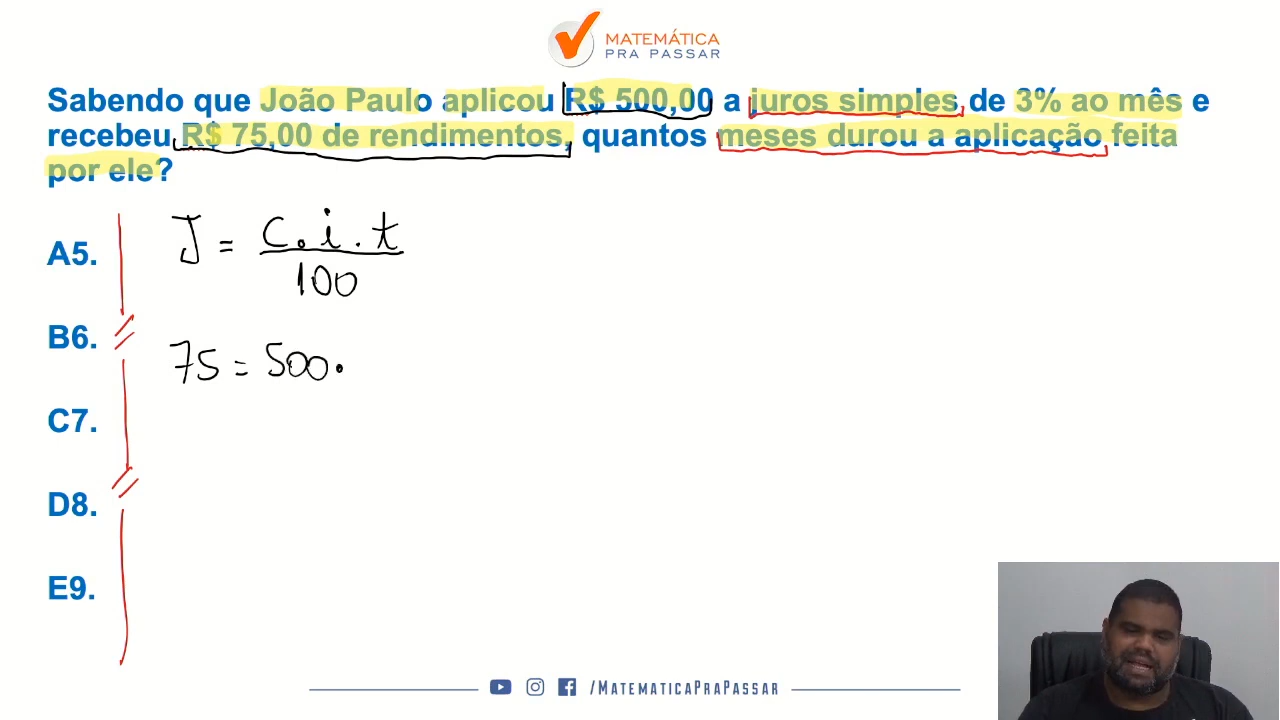 MATEMÁTICA
PRA PASSAR
Sabendo que João Paulo aplicou R$ 500,00 a juros simples de 3% ao mês e
recebeu R$ 75,00 de rendimentos, quantos meses durou a aplicação feita
por ele?
A5.
B6.
C7.
D8.
E9.
J = C.i.t
100
75 = 500.
/MATEMATICAPRAPASSAR